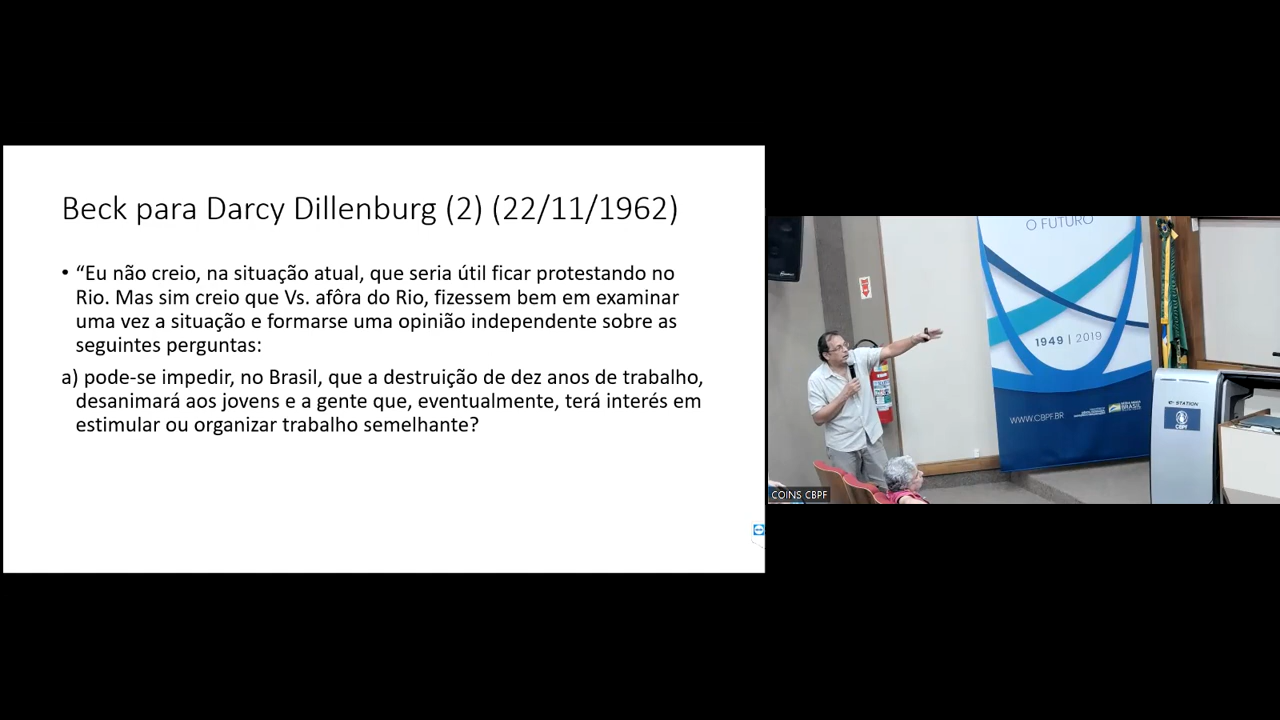 Beck para Darcy Dillenburg (2) (22/11/1962)
• “Eu não creio, na situação atual, que seria útil ficar protestando no
Rio. Mas sim creio que Vs. afôra do Rio, fizessem bem em examinar
uma vez a situação e formarse uma opinião independente sobre as
seguintes perguntas:
a) pode-se impedir, no Brasil, que a destruição de dez anos de trabalho,
desanimará aos jovens e a gente que, eventualmente, terá interés em
estimular ou organizar trabalho semelhante?
O FUTURO
1949 | 2019
WWW.CBPF.BR
BRASIL
STATION
CBPF
COINS CBPF